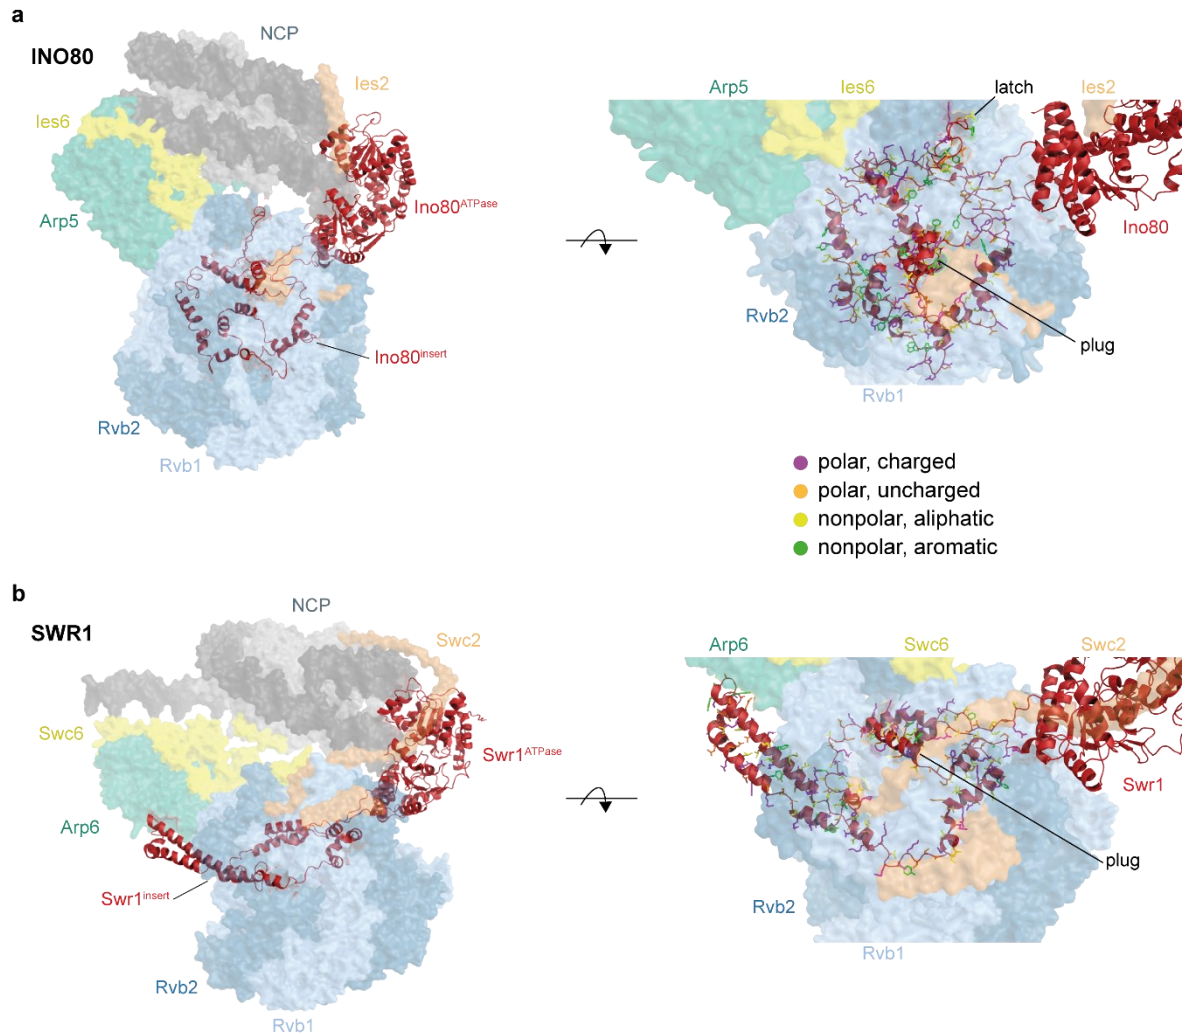 a
INO80
NCP
Ies2
Ies6
Arp5
Ino80ATPase
Ino80insert
Rvb2
Rvb1
Arp5
Ies6
latch
Ies2
Ino80
Rvb2
plug
Rvb1
polar, charged
polar, uncharged
nonpolar, aliphatic
nonpolar, aromatic
b
SWR1
NCP
Swc2
Swc6
Swr1ATPase
Arp6
Swr1insert
Rvb2
Rvb1
Arp6
Swc6
Swc2
Swr1
plug
Rvb2
Rvb1